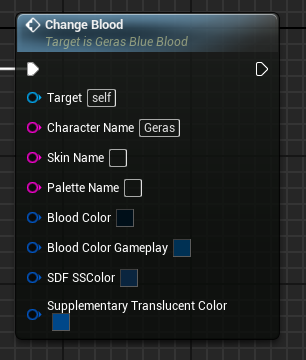 Change Blood
Target is Geras Blue Blood
Target self
Character Name Geras
Skin Name
Palette Name
Blood Color
Blood Color Gameplay
SDF SSColor
Supplementary Translucent Color